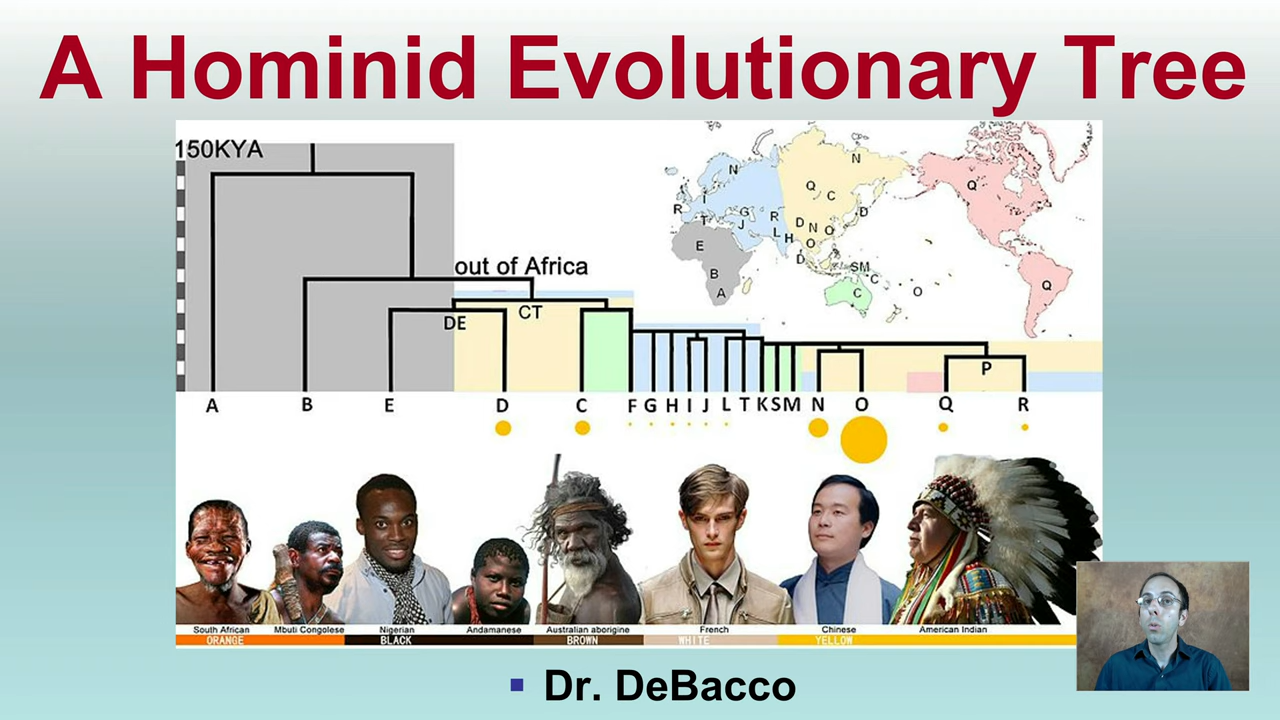 A Hominid Evolutionary Tree
150KYA
out of Africa
DE
CT
P
A B E D C F G H I J L T K S M N O Q R
N
N
Q
Q
C
I
R
G
J
R
D
T
L
H
D
N
O
O
D
E
B
A
SM
C
C
O
Q
South African Mbuti Congolese Nigerian Andamanese Australian aborigine French Chinese American Indian
ORANGE BLACK BROWN WHITE YELLOW
Dr. DeBacco